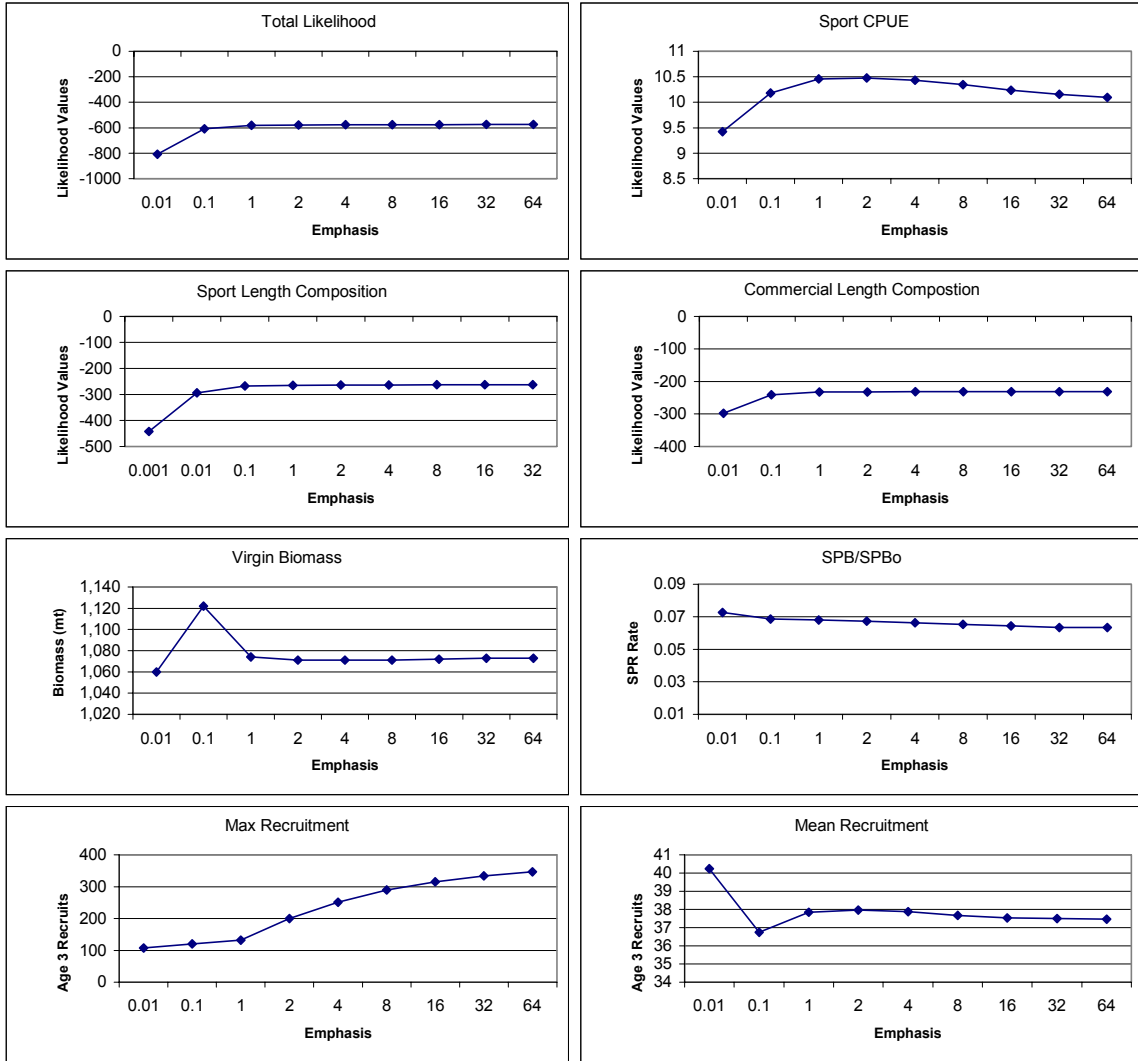 Total Likelihood
0
-200
-400
-600
-800
-1000
0.01 0.1 1 2 4 8 16 32 64
Emphasis
Likelihood Values
Sport CPUE
11
10.5
10
9.5
9
8.5
0.01 0.1 1 2 4 8 16 32 64
Emphasis
Likelihood Values
Sport Length Composition
0
-100
-200
-300
-400
-500
0.001 0.01 0.1 1 2 4 8 16 32
Emphasis
Likelihood Values
Commercial Length Compostion
0
-100
-200
-300
-400
0.01 0.1 1 2 4 8 16 32 64
Emphasis
Likelihood Values
Virgin Biomass
1,140
1,120
1,100
1,080
1,060
1,040
1,020
0.01 0.1 1 2 4 8 16 32 64
Emphasis
Biomass (mt)
SPB/SPBo
0.09
0.07
0.05
0.03
0.01
0.01 0.1 1 2 4 8 16 32 64
Emphasis
SPR Rate
Max Recruitment
400
300
200
100
0
0.01 0.1 1 2 4 8 16 32 64
Emphasis
Age 3 Recruits
Mean Recruitment
41
40
39
38
37
36
35
34
0.01 0.1 1 2 4 8 16 32 64
Emphasis
Age 3 Recruits